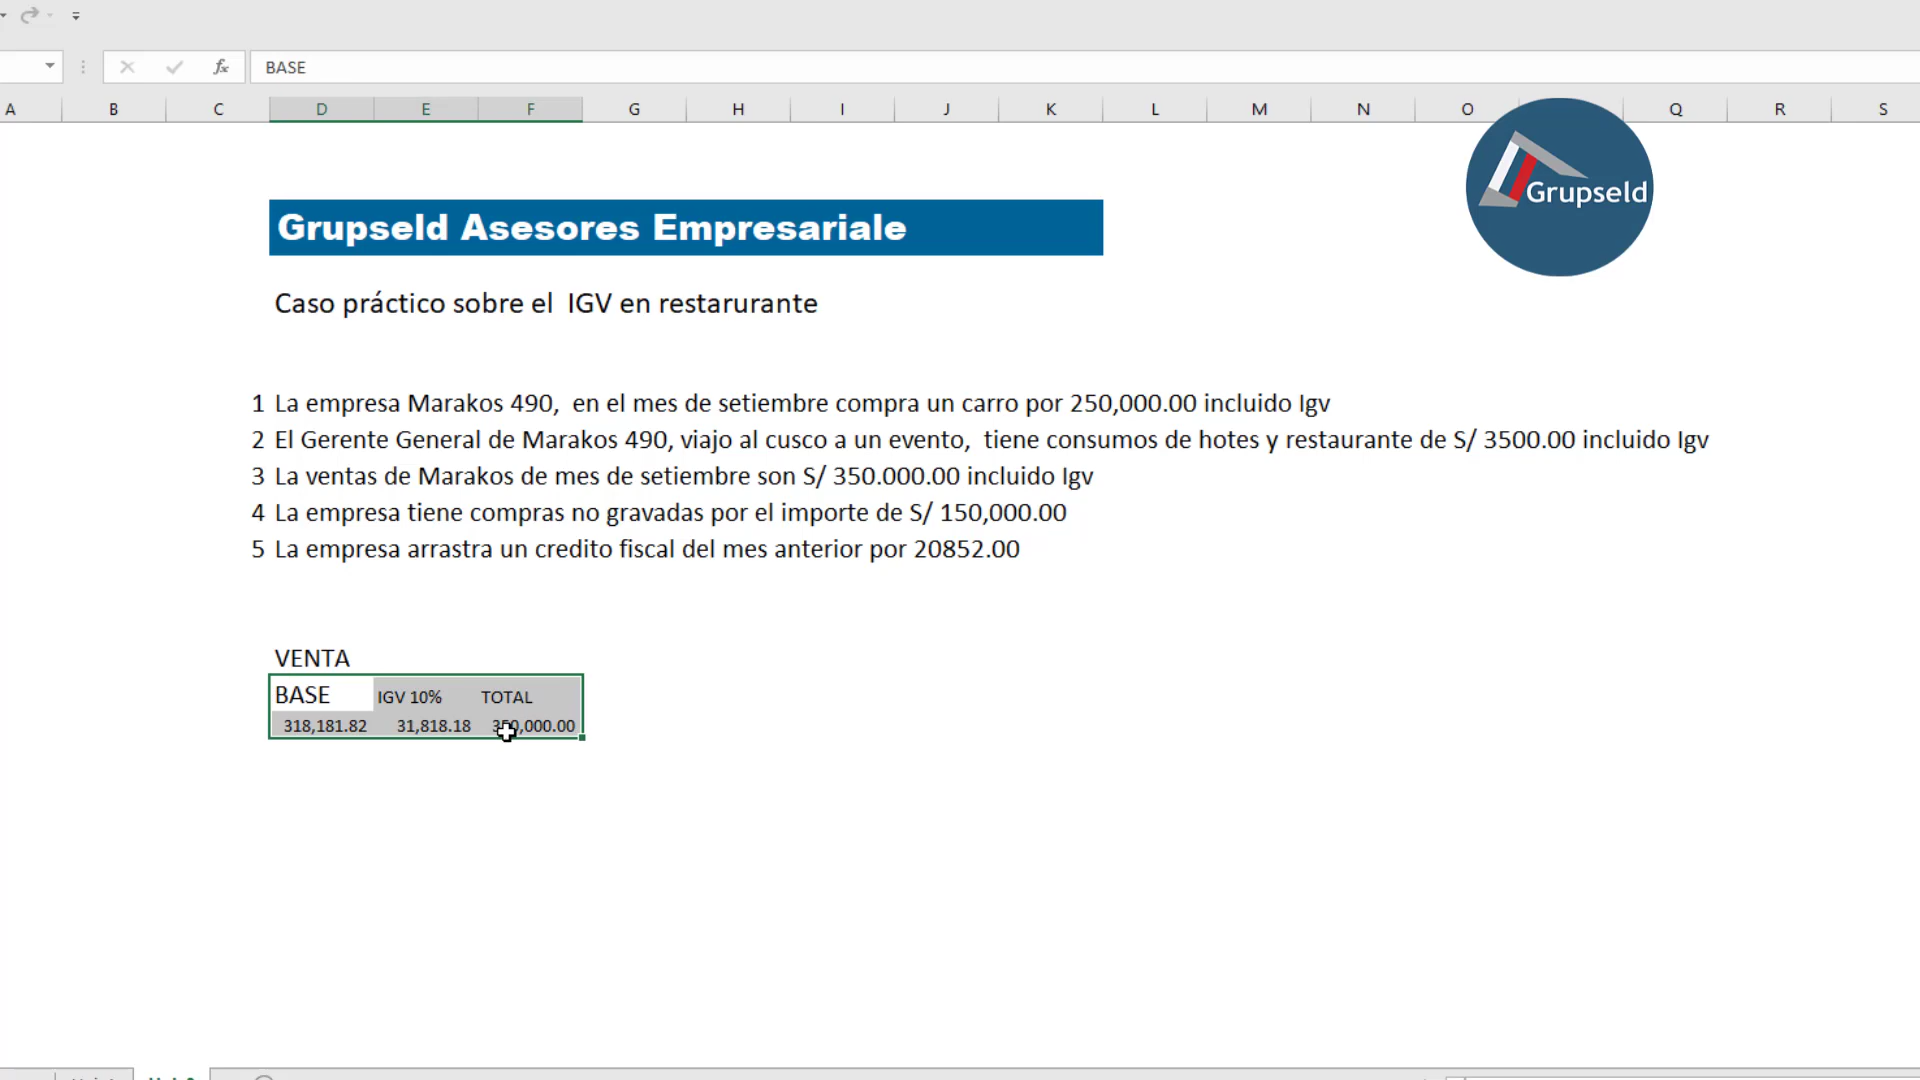 BASE
A B C D E F G H I J K L M N O Q R S
Grupseld
Grupseld Asesores Empresariale
Caso práctico sobre el  IGV en restarurante
1 La empresa Marakos 490,  en el mes de setiembre compra un carro por 250,000.00 incluido Igv
2 El Gerente General de Marakos 490, viajo al cusco a un evento,  tiene consumos de hotes y restaurante de S/ 3500.00 incluido Igv
3 La ventas de Marakos de mes de setiembre son S/ 350.000.00 incluido Igv
4 La empresa tiene compras no gravadas por el importe de S/ 150,000.00
5 La empresa arrastra un credito fiscal del mes anterior por 20852.00
VENTA
BASE IGV 10% TOTAL
318,181.82 31,818.18 350,000.00